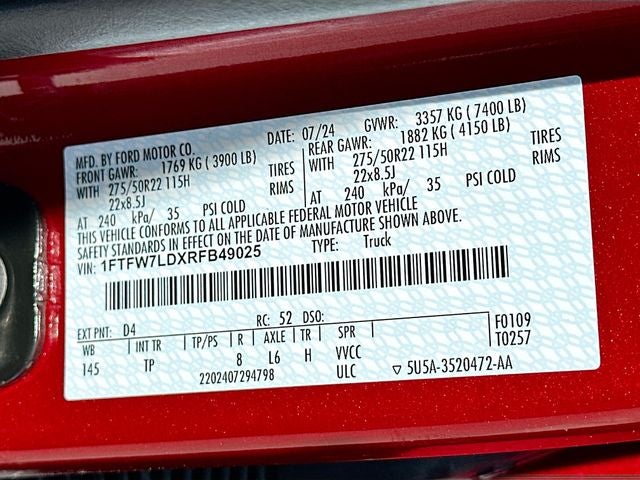 MFD. BY FORD MOTOR CO.
DATE: 07/24 GVWR: 3357 KG ( 7400 LB)
FRONT GAWR: 1769 KG ( 3900 LB)
WITH 275/50R22 115H TIRES
22x8.5J RIMS
AT 240 kPa/ 35 PSI COLD
REAR GAWR: 1882 KG ( 4150 LB)
WITH 275/50R22 115H TIRES
22x8.5J RIMS
AT 240 kPa/ 35 PSI COLD
THIS VEHICLE CONFORMS TO ALL APPLICABLE FEDERAL MOTOR VEHICLE
SAFETY STANDARDS IN EFFECT ON THE DATE OF MANUFACTURE SHOWN ABOVE.
VIN: 1FTFW7LDXRFB49025 TYPE: Truck
EXT PNT: D4 RC: 52 DSO:
WB INT TR TP/PS R AXLE TR SPR
145 TP 8 L6 H VVCC
2202407294798 ULC
F0109
T0257
5U5A-3520472-AA